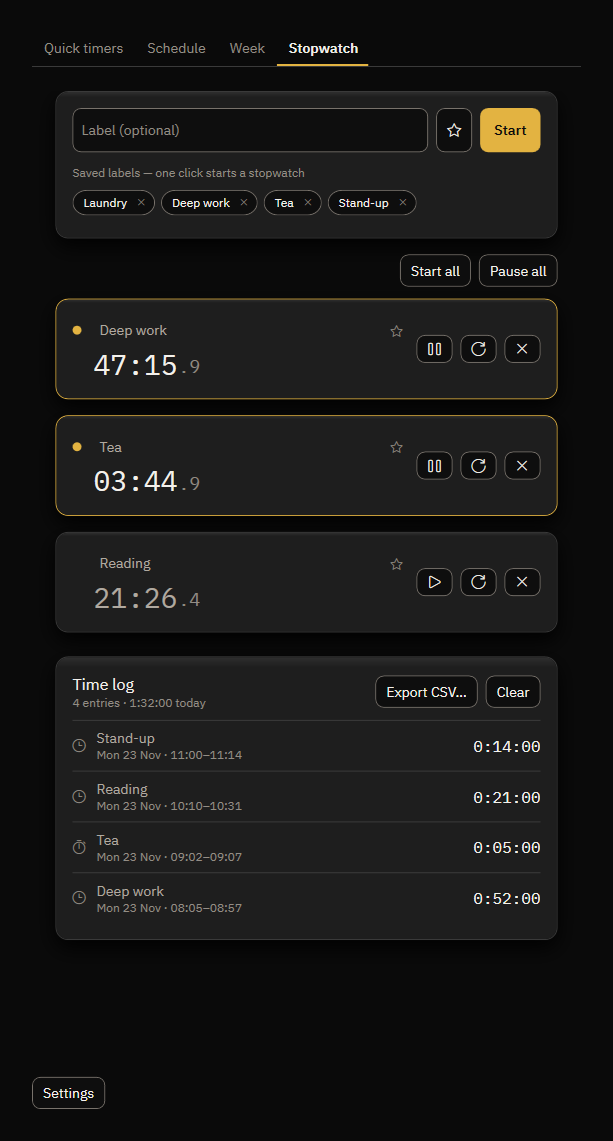 Quick timers Schedule Week Stopwatch
Label (optional) Start
Saved labels — one click starts a stopwatch
Laundry × Deep work × Tea × Stand-up ×
Start all Pause all
Deep work
47:15.9
Tea
03:44.9
Reading
21:26.4
Time log
4 entries · 1:32:00 today
Export CSV... Clear
Stand-up
Mon 23 Nov · 11:00–11:14
0:14:00
Reading
Mon 23 Nov · 10:10–10:31
0:21:00
Tea
Mon 23 Nov · 09:02–09:07
0:05:00
Deep work
Mon 23 Nov · 08:05–08:57
0:52:00
Settings